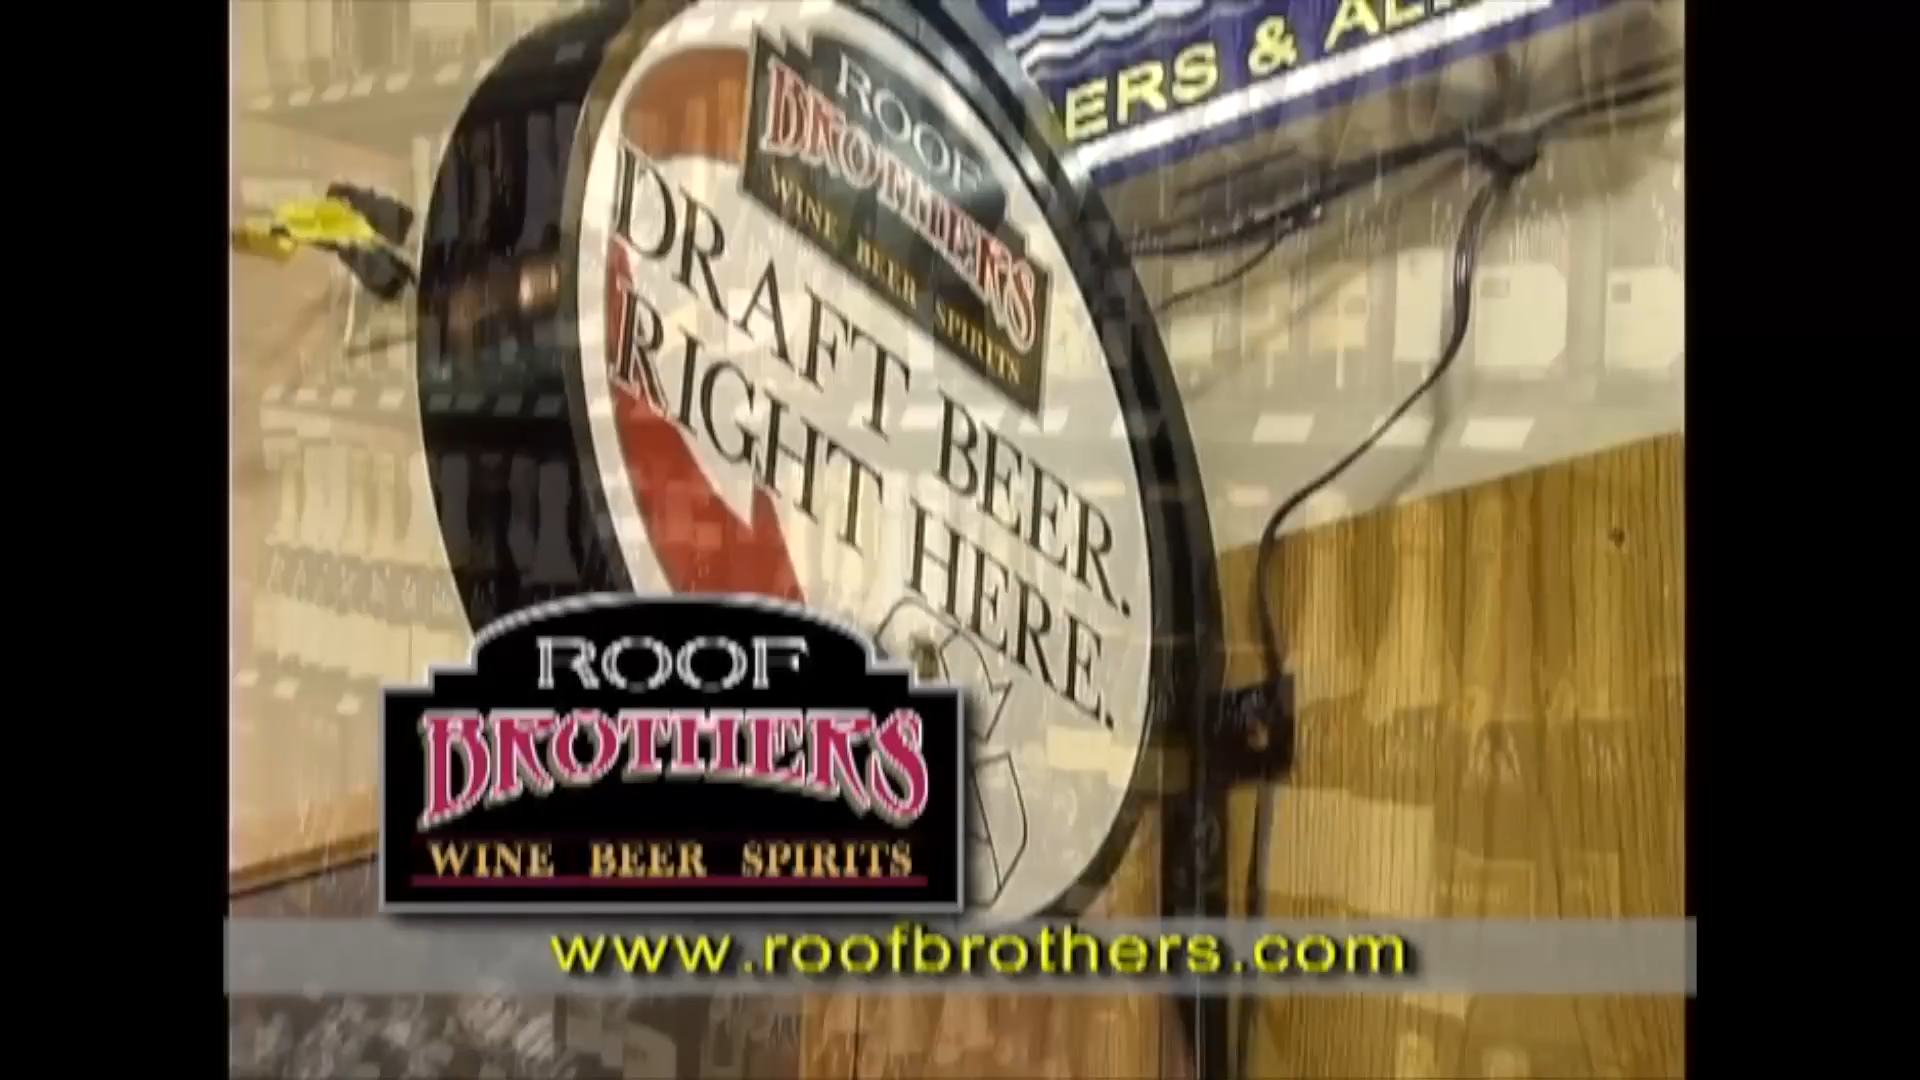 ERS & AL
ROOF
BROTHERS
WINE BEER SPIRITS
DRAFT BEER.
RIGHT HERE.
ROOF
BROTHERS
WINE BEER SPIRITS
www.roofbrothers.com